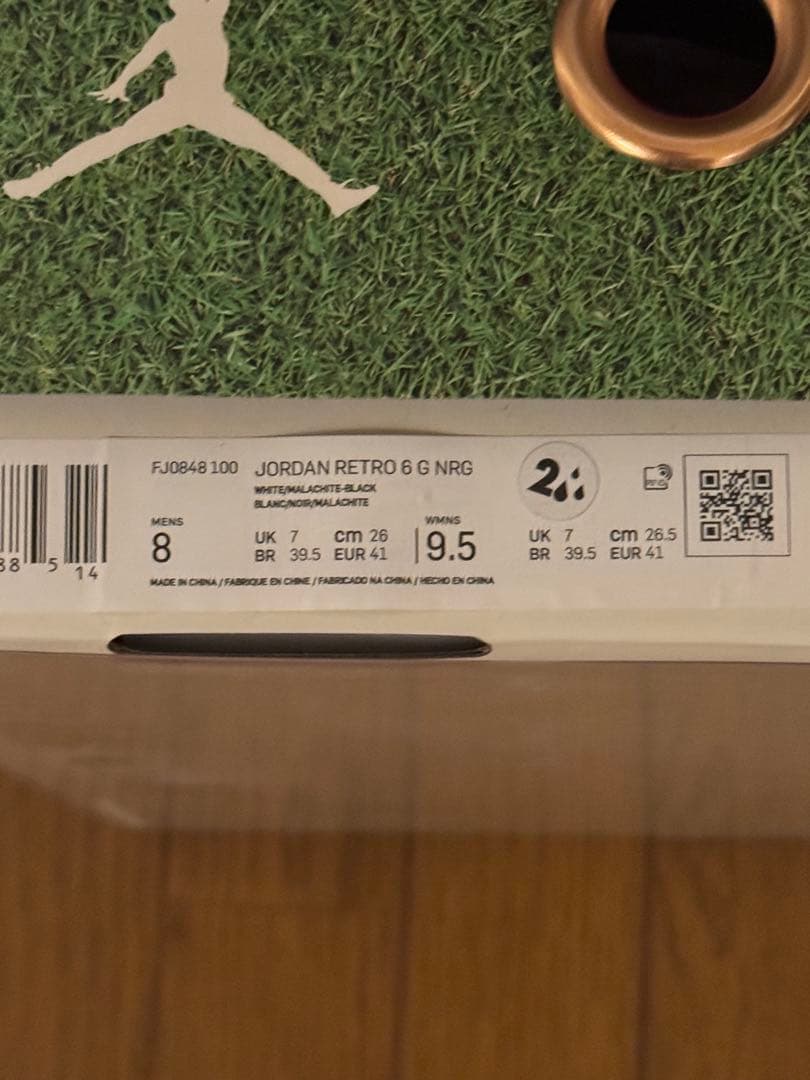 FJ0848 100 JORDAN RETRO 6 G NRG
WHITE/MALACHITE-BLACK
BLANC/NOIR/MALACHITE
MENS
8
UK 7 cm 26
BR 39.5 EUR 41
WMNS
9.5
UK 7 cm 26.5
BR 39.5 EUR 41
MADE IN CHINA / FABRIQUE EN CHINE / FABRICADO NA CHINA / HECHO EN CHINA
5 14
2